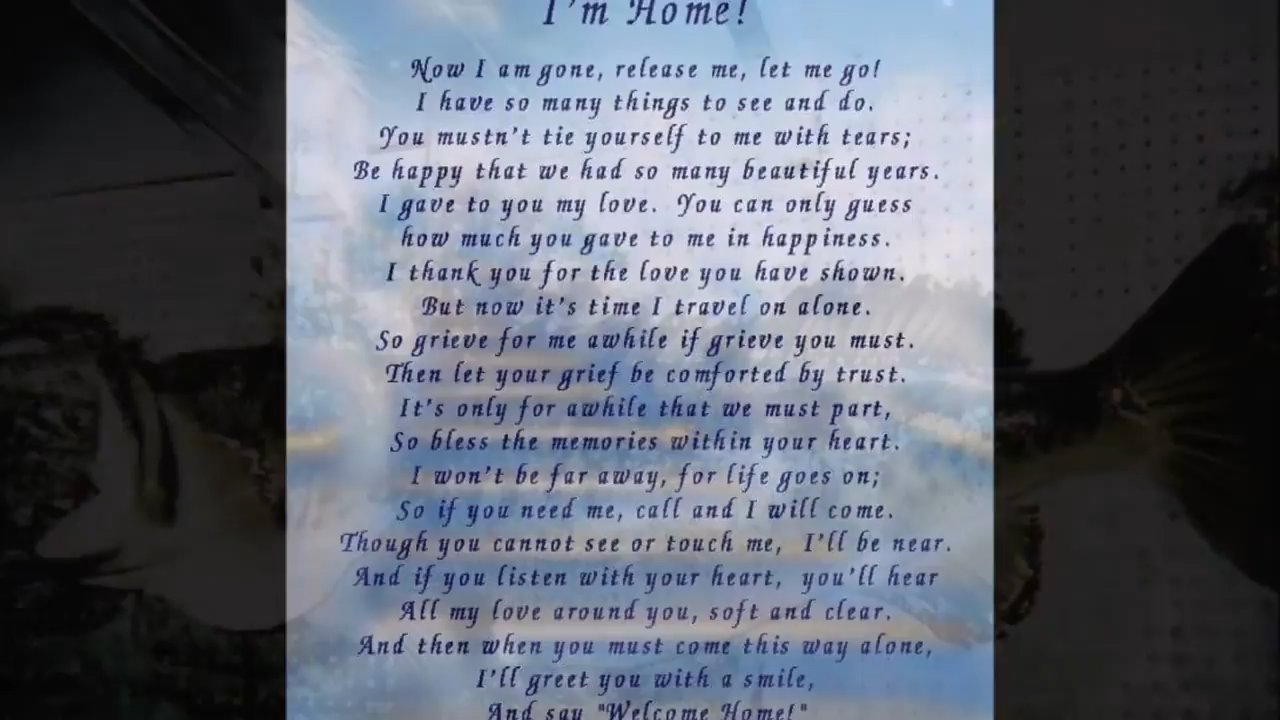 I'm Home!
Now I am gone, release me, let me go!
I have so many things to see and do.
You mustn't tie yourself to me with tears;
Be happy that we had so many beautiful years.
I gave to you my love. You can only guess
how much you gave to me in happiness.
I thank you for the love you have shown.
But now it's time I travel on alone.
So grieve for me awhile if grieve you must.
Then let your grief be comforted by trust.
It's only for awhile that we must part,
So bless the memories within your heart.
I won't be far away, for life goes on;
So if you need me, call and I will come.
Though you cannot see or touch me, I'll be near.
And if you listen with your heart, you'll hear
All my love around you, soft and clear.
And then when you must come this way alone,
I'll greet you with a smile,
And say "Welcome Home!"